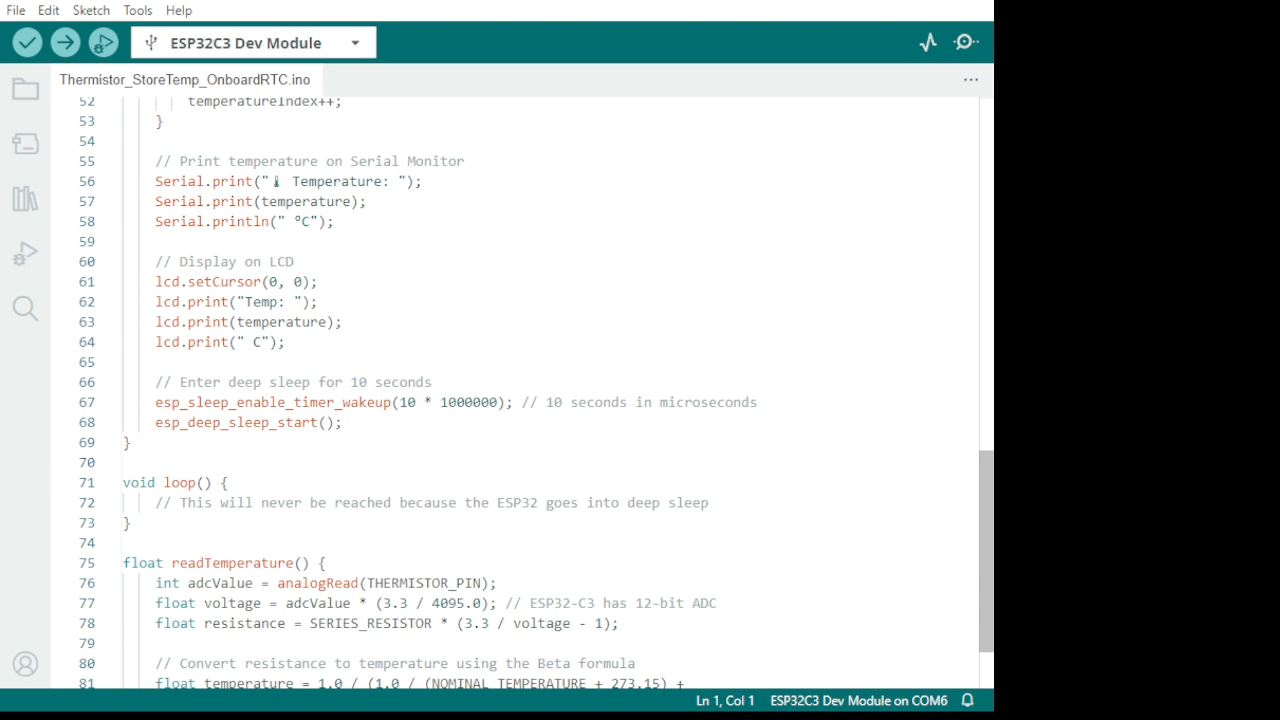 File Edit Sketch Tools Help
ESP32C3 Dev Module
Thermistor_StoreTemp_OnboardRTC.ino
52 temperatureIndex++;
53 }
54
55 // Print temperature on Serial Monitor
56 Serial.print("🌡 Temperature: ");
57 Serial.print(temperature);
58 Serial.println(" °C");
59
60 // Display on LCD
61 lcd.setCursor(0, 0);
62 lcd.print("Temp: ");
63 lcd.print(temperature);
64 lcd.print(" C");
65
66 // Enter deep sleep for 10 seconds
67 esp_sleep_enable_timer_wakeup(10 * 1000000); // 10 seconds in microseconds
68 esp_deep_sleep_start();
69 }
70
71 void loop() {
72 // This will never be reached because the ESP32 goes into deep sleep
73 }
74
75 float readTemperature() {
76 int adcValue = analogRead(THERMISTOR_PIN);
77 float voltage = adcValue * (3.3 / 4095.0); // ESP32-C3 has 12-bit ADC
78 float resistance = SERIES_RESISTOR * (3.3 / voltage - 1);
79
80 // Convert resistance to temperature using the Beta formula
81 float temperature = 1.0 / (1.0 / (NOMINAL_TEMPERATURE + 273.15) +
Ln 1, Col 1 ESP32C3 Dev Module on COM6